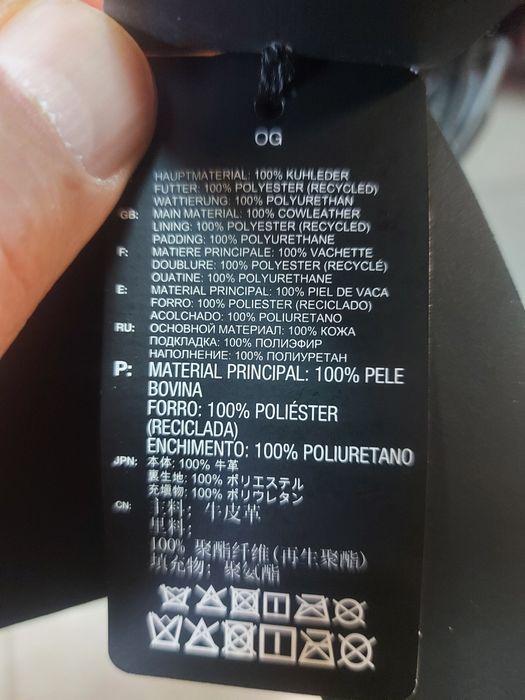 OG
HAUPTMATERIAL: 100% KUHLEDER
FUTTER: 100% POLYESTER (RECYCLED)
WATTIERUNG: 100% POLYURETHAN
GB: MAIN MATERIAL: 100% COWLEATHER
LINING: 100% POLYESTER (RECYCLED)
PADDING: 100% POLYURETHANE
F: MATIERE PRINCIPALE: 100% VACHETTE
DOUBLURE: 100% POLYESTER (RECYCLÉ)
OUATINE: 100% POLYURETHANE
E: MATERIAL PRINCIPAL: 100% PIEL DE VACA
FORRO: 100% POLIESTER (RECICLADO)
ACOLCHADO: 100% POLIURETANO
RU: ОСНОВНОЙ МАТЕРИАЛ: 100% КОЖА
ПОДКЛАДКА: 100% ПОЛИЭФИР
НАПОЛНЕНИЕ: 100% ПОЛИУРЕТАН
P: MATERIAL PRINCIPAL: 100% PELE
BOVINA
FORRO: 100% POLIÉSTER
(RECICLADA)
ENCHIMENTO: 100% POLIURETANO
JPN: 本体: 100% 牛革
裏生地: 100% ポリエステル
充填物: 100% ポリウレタン
CN: 主料: 牛皮革
里料:
100% 聚酯纤维(再生聚酯)
填充物: 聚氨酯